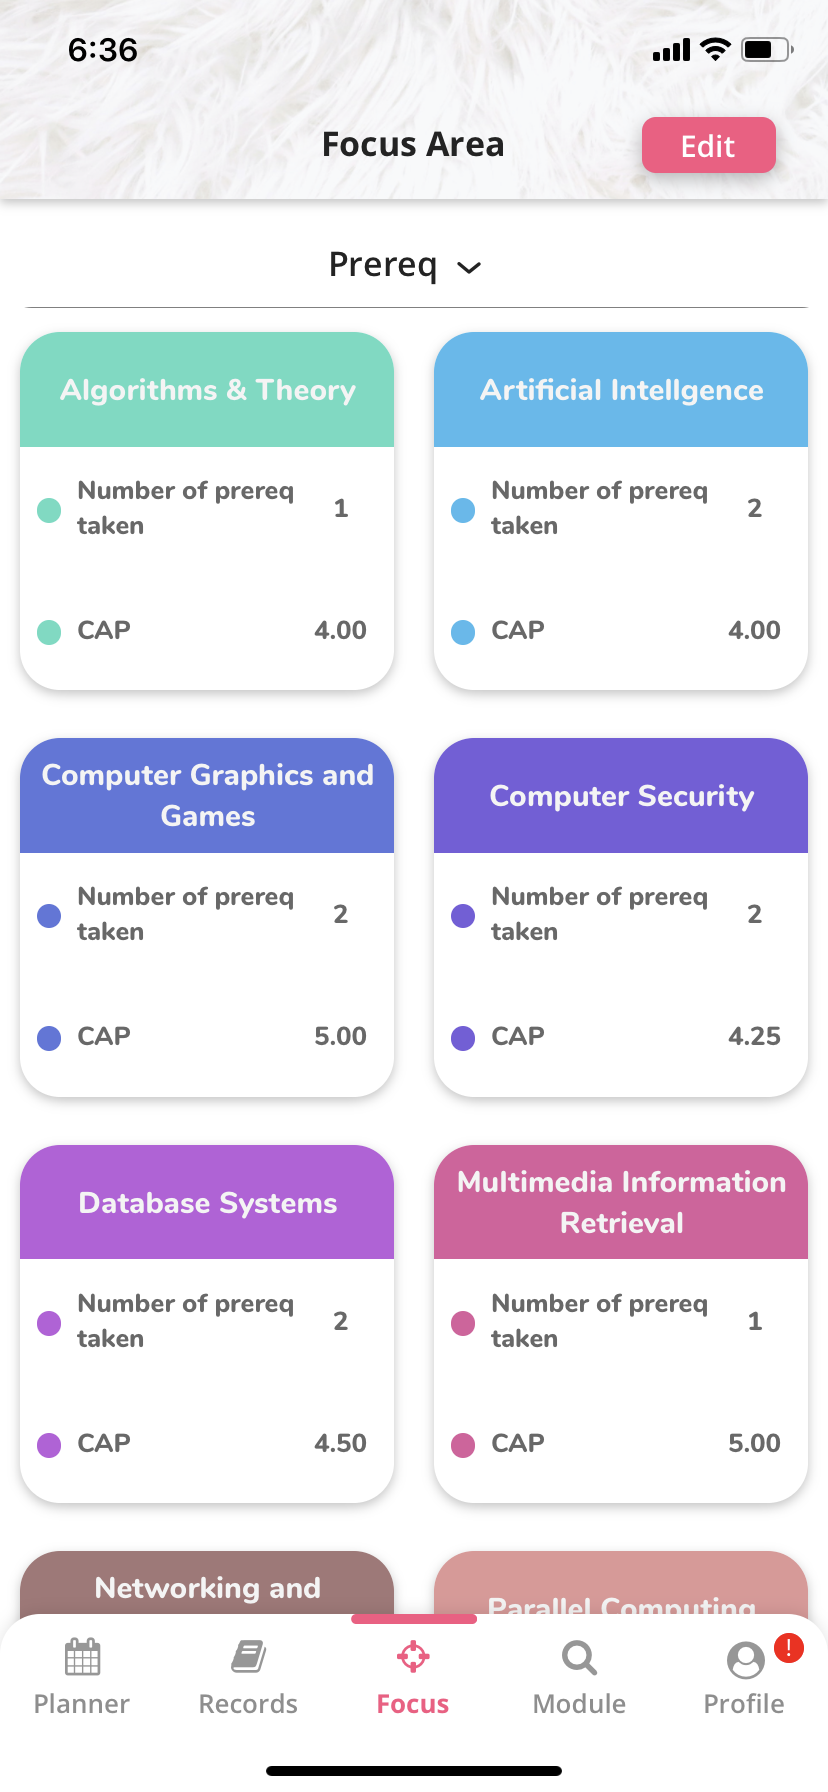 6:36
Focus Area
Edit
Prereq
Algorithms & Theory
Number of prereq
taken
1
CAP
4.00
Artificial Intellgence
Number of prereq
taken
2
CAP
4.00
Computer Graphics and
Games
Number of prereq
taken
2
CAP
5.00
Computer Security
Number of prereq
taken
2
CAP
4.25
Database Systems
Number of prereq
taken
2
CAP
4.50
Multimedia Information
Retrieval
Number of prereq
taken
1
CAP
5.00
Networking and
Parallel Computing
Planner
Records
Focus
Module
!
Profile